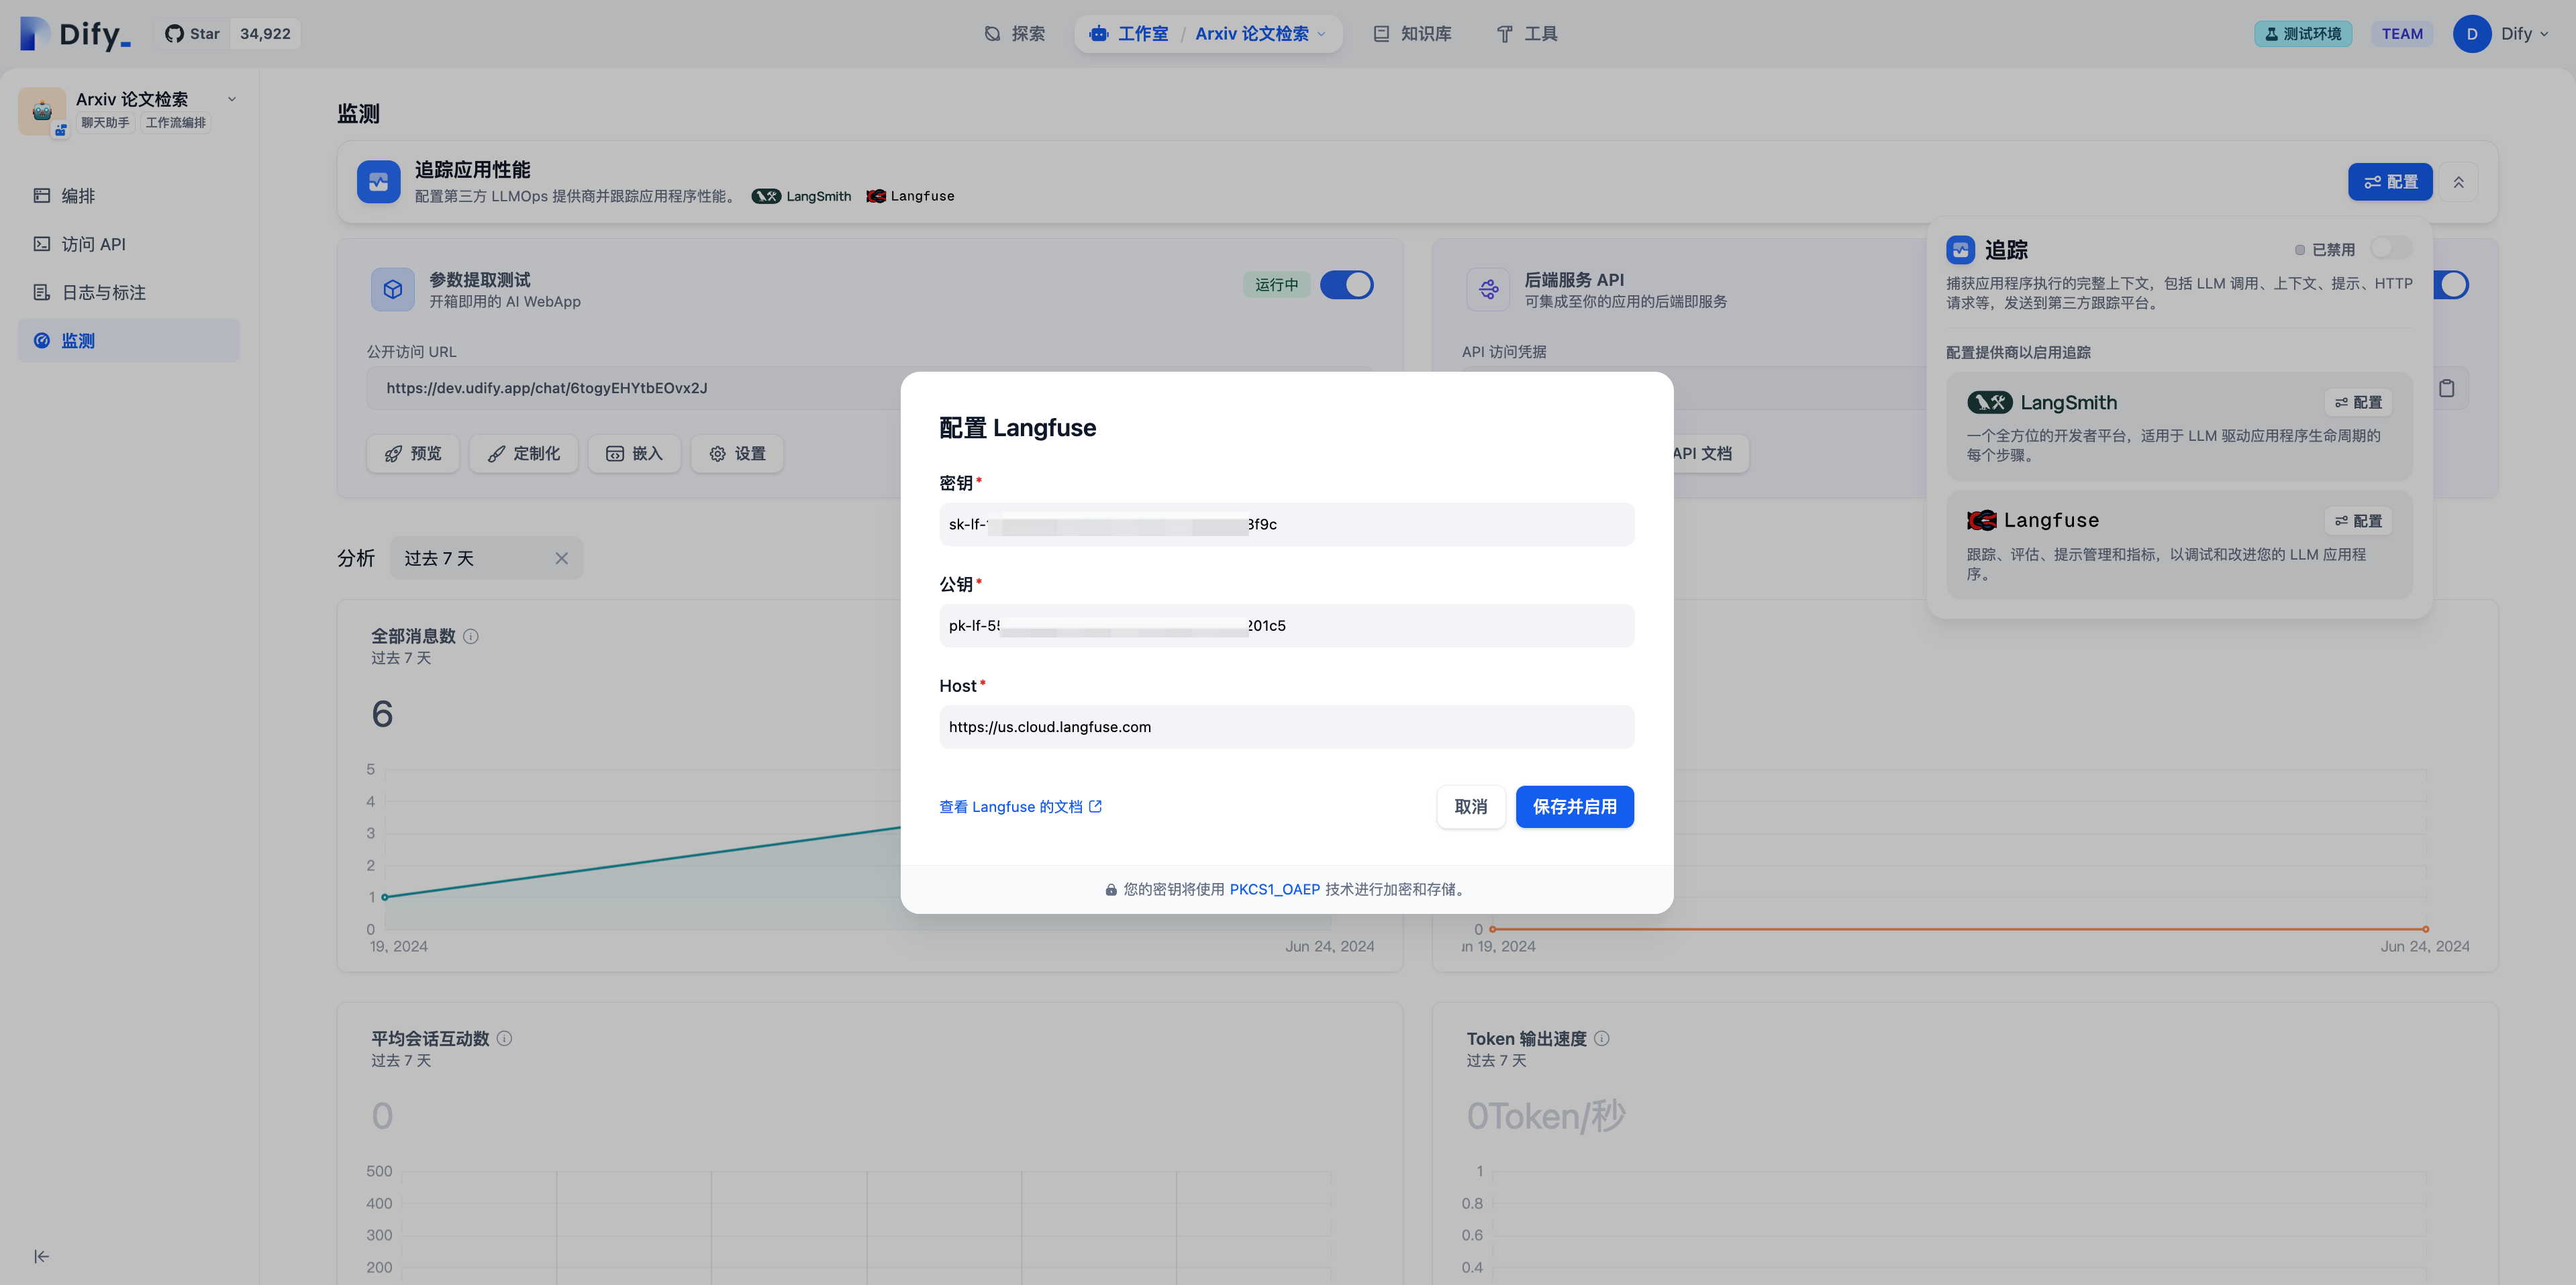 Dify_
Star 34,922
探索
工作室 / Arxiv 论文检索
知识库
工具
测试环境
TEAM
D Dify
Arxiv 论文检索
聊天助手 工作流编排
编排
访问 API
日志与标注
监测
监测
追踪应用性能
配置第三方 LLMOps 提供商并跟踪应用程序性能。 LangSmith Langfuse
配置
参数提取测试
开箱即用的 AI WebApp
运行中
公开访问 URL
https://dev.udify.app/chat/6togyEHYtbEOvx2J
预览 定制化 嵌入 设置
后端服务 API
可集成至你的应用的后端即服务
API 访问凭据
API 文档
追踪
已禁用
捕获应用程序执行的完整上下文，包括 LLM 调用、上下文、提示、HTTP
请求等，发送到第三方跟踪平台。
配置提供商以启用追踪
LangSmith
配置
一个全方位的开发者平台，适用于 LLM 驱动应用程序生命周期的
每个步骤。
Langfuse
配置
跟踪、评估、提示管理和指标，以调试和改进您的 LLM 应用程
序。
配置 Langfuse
密钥*
sk-lf- 3f9c
公钥*
pk-lf-55 201c5
Host*
https://us.cloud.langfuse.com
查看 Langfuse 的文档
取消
保存并启用
您的密钥将使用 PKCS1_OAEP 技术进行加密和存储。
分析 过去 7 天
全部消息数
过去 7 天
6
5
4
3
2
1
0
19, 2024
Jun 24, 2024
0
un 19, 2024
Jun 24, 2024
平均会话互动数
过去 7 天
0
500
400
300
200
Token 输出速度
过去 7 天
0Token/秒
1
0.8
0.6
0.4